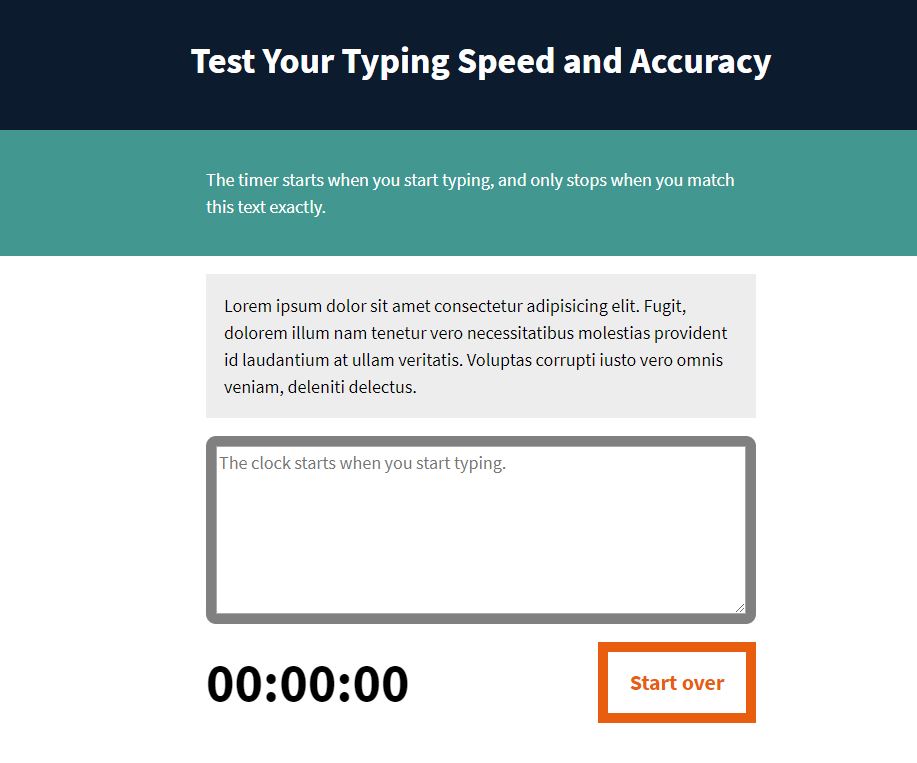 Test Your Typing Speed and Accuracy
The timer starts when you start typing, and only stops when you match
this text exactly.
Lorem ipsum dolor sit amet consectetur adipisicing elit. Fugit,
dolorem illum nam tenetur vero necessitatibus molestias provident
id laudantium at ullam veritatis. Voluptas corrupti iusto vero omnis
veniam, deleniti delectus.
The clock starts when you start typing.
00:00:00
Start over